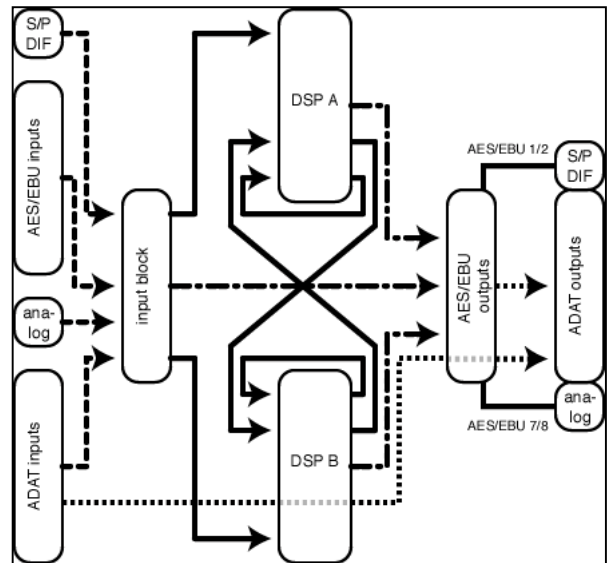 S/P
DIF
AES/EBU inputs
ana-
log
ADAT inputs
input block
DSP A
DSP B
AES/EBU 1/2
AES/EBU
outputs
AES/EBU 7/8
S/P
DIF
ADAT outputs
ana-
log